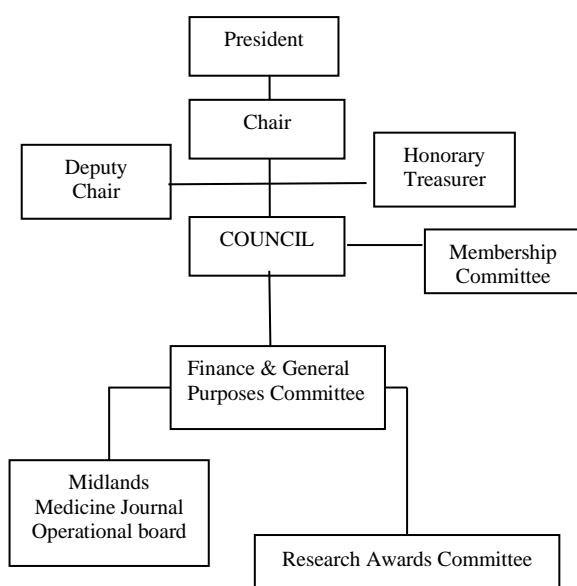 President
Chair
Deputy
Chair
Honorary
Treasurer
COUNCIL
Membership
Committee
Finance & General
Purposes Committee
Midlands
Medicine Journal
Operational board
Research Awards Committee